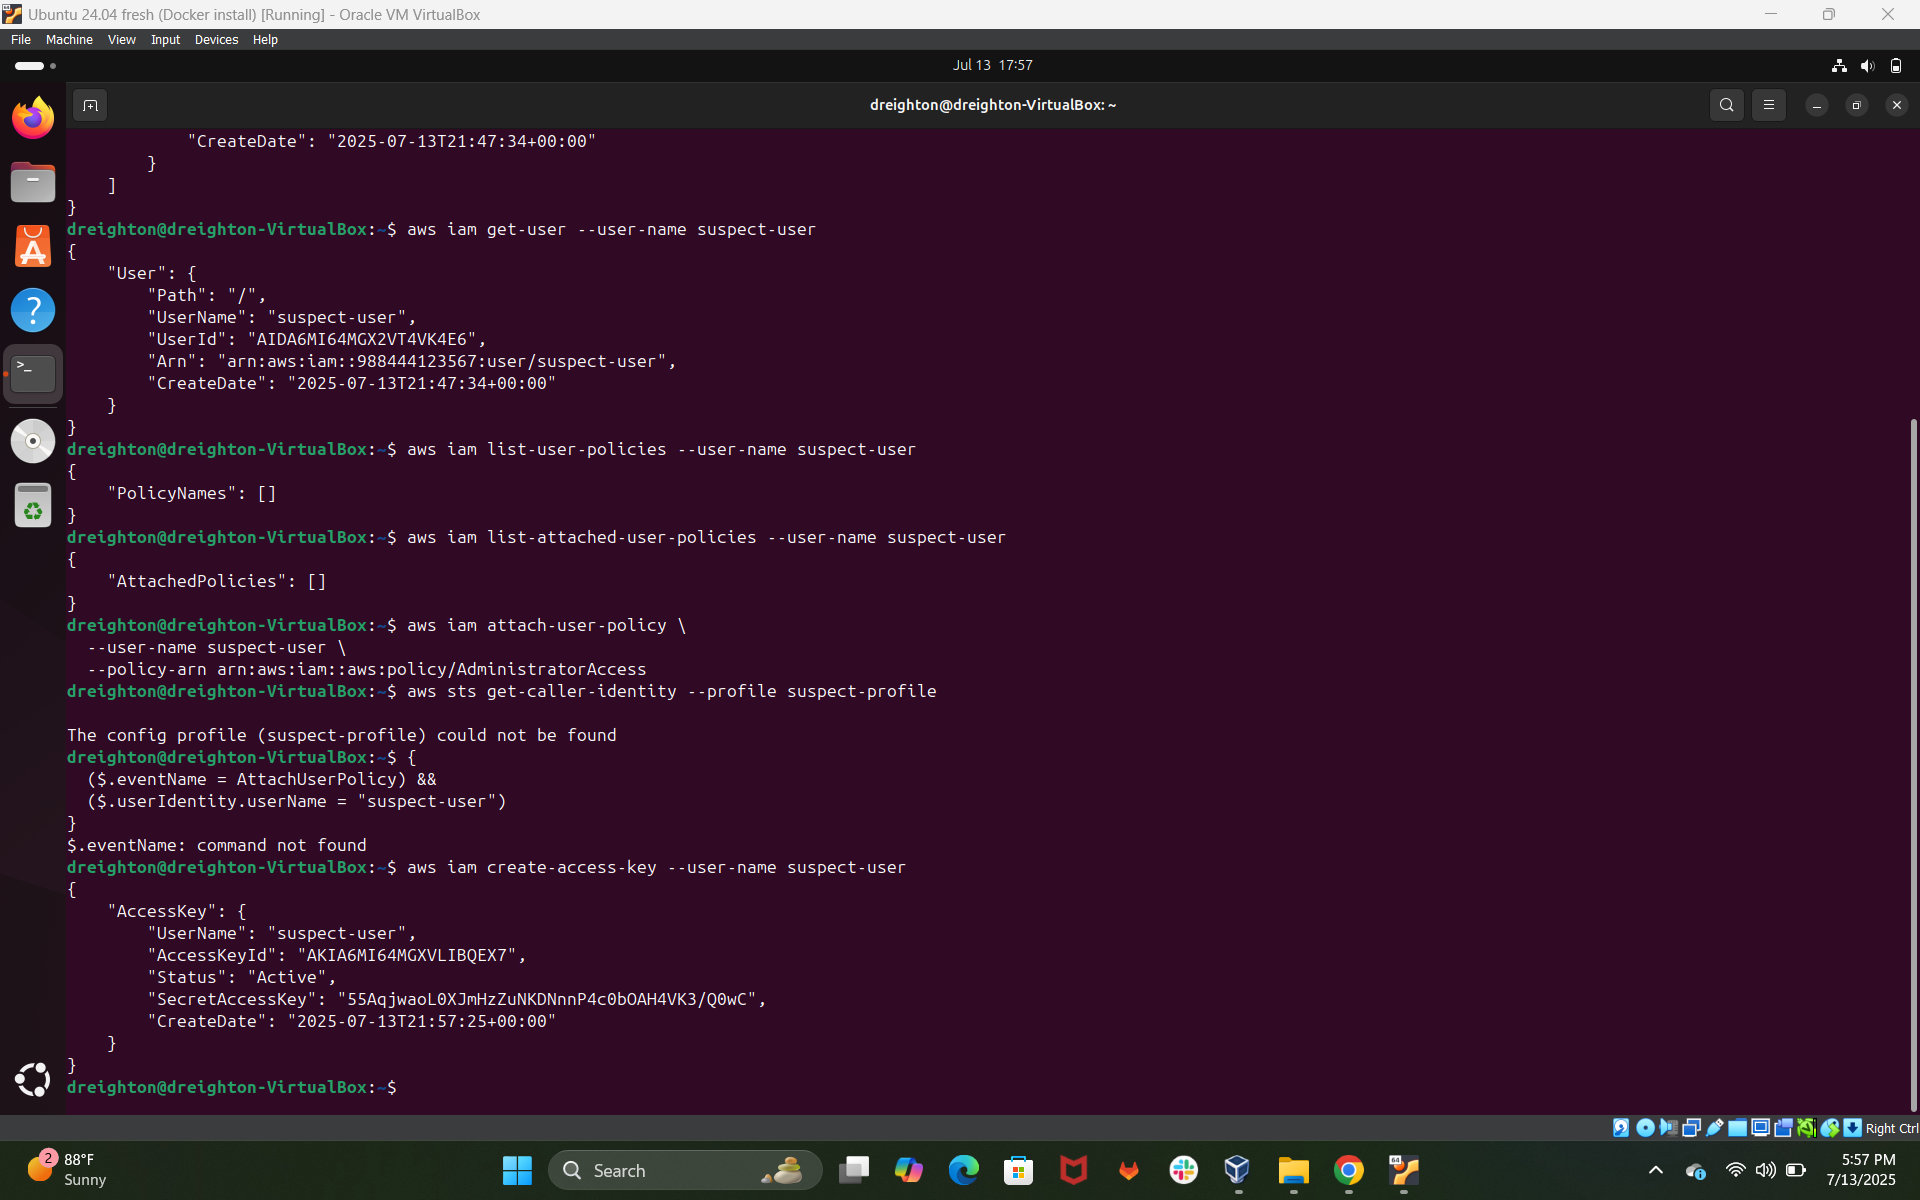 Ubuntu 24.04 fresh (Docker install) [Running] - Oracle VM VirtualBox
File Machine View Input Devices Help
Jul 13 17:57
dreighton@dreighton-VirtualBox: ~
            "CreateDate": "2025-07-13T21:47:34+00:00"
        }
    ]
}
dreighton@dreighton-VirtualBox:~$ aws iam get-user --user-name suspect-user
{
    "User": {
        "Path": "/",
        "UserName": "suspect-user",
        "UserId": "AIDA6MI64MGX2VT4VK4E6",
        "Arn": "arn:aws:iam::988444123567:user/suspect-user",
        "CreateDate": "2025-07-13T21:47:34+00:00"
    }
}
dreighton@dreighton-VirtualBox:~$ aws iam list-user-policies --user-name suspect-user
{
    "PolicyNames": []
}
dreighton@dreighton-VirtualBox:~$ aws iam list-attached-user-policies --user-name suspect-user
{
    "AttachedPolicies": []
}
dreighton@dreighton-VirtualBox:~$ aws iam attach-user-policy \
  --user-name suspect-user \
  --policy-arn arn:aws:iam::aws:policy/AdministratorAccess
dreighton@dreighton-VirtualBox:~$ aws sts get-caller-identity --profile suspect-profile

The config profile (suspect-profile) could not be found
dreighton@dreighton-VirtualBox:~$ {
  ($.eventName = AttachUserPolicy) &&
  ($.userIdentity.userName = "suspect-user")
}
$.eventName: command not found
dreighton@dreighton-VirtualBox:~$ aws iam create-access-key --user-name suspect-user
{
    "AccessKey": {
        "UserName": "suspect-user",
        "AccessKeyId": "AKIA6MI64MGXVLIBQEX7",
        "Status": "Active",
        "SecretAccessKey": "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",
        "CreateDate": "2025-07-13T21:57:25+00:00"
    }
}
dreighton@dreighton-VirtualBox:~$
Right Ctrl
2
88°F
Sunny
Search
64
5:57 PM
7/13/2025